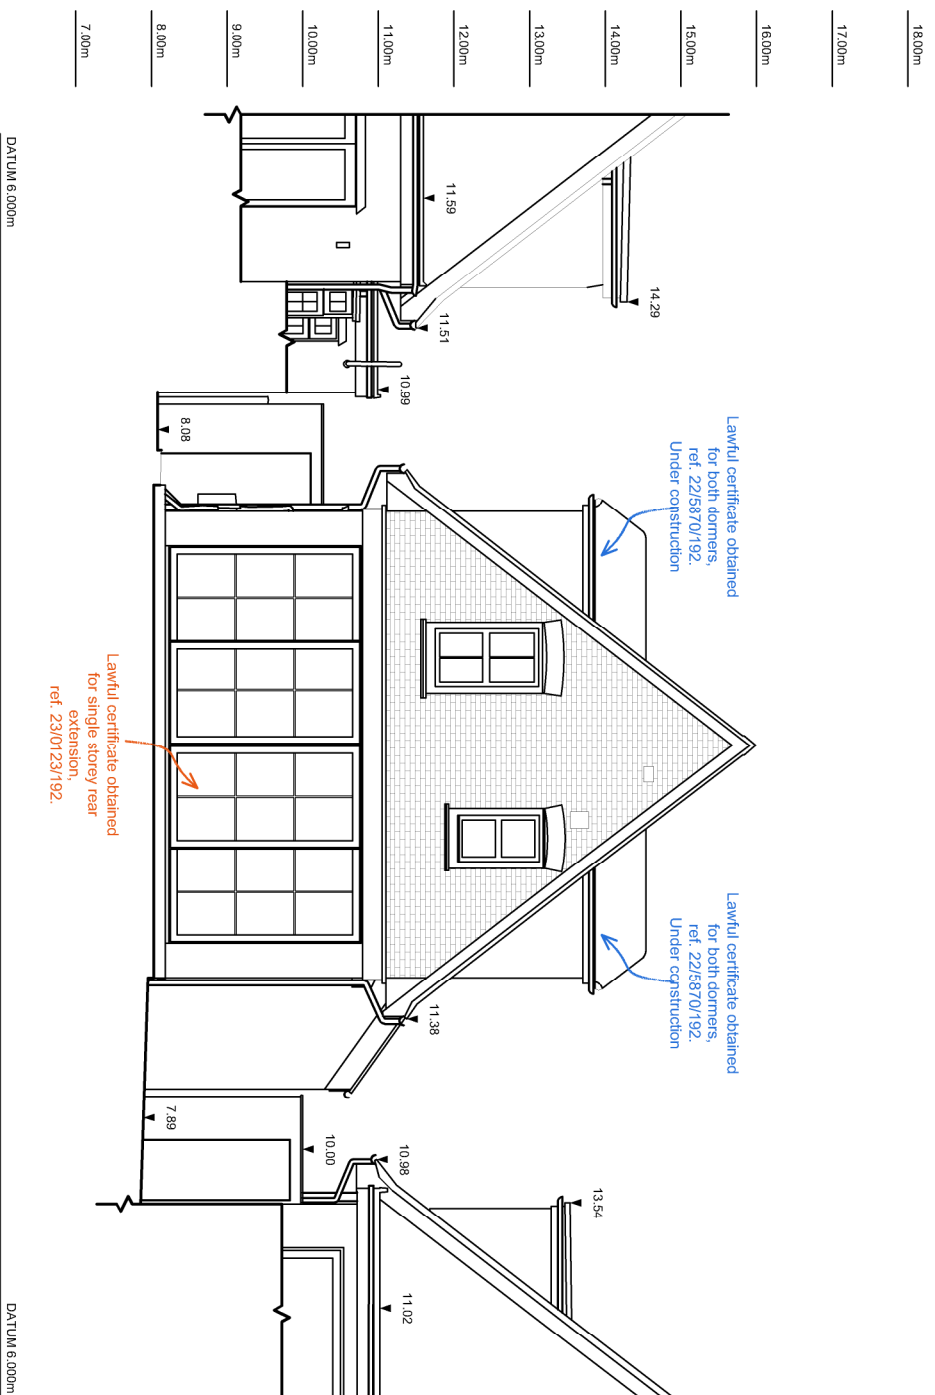 18.00m
17.00m
16.00m
15.00m
14.00m
13.00m
12.00m
11.00m
10.00m
9.00m
8.00m
7.00m
DATUM 6.000m
14.29
11.59
11.51
10.99
8.08
Lawful certificate obtained
for both dormers,
ref. 22/5870/192.
Under construction
Lawful certificate obtained
for single storey rear
extension,
ref. 23/0123/192.
Lawful certificate obtained
for both dormers,
ref. 22/5870/192.
Under construction
11.38
7.89
10.00
10.98
13.54
11.02
DATUM 6.000m